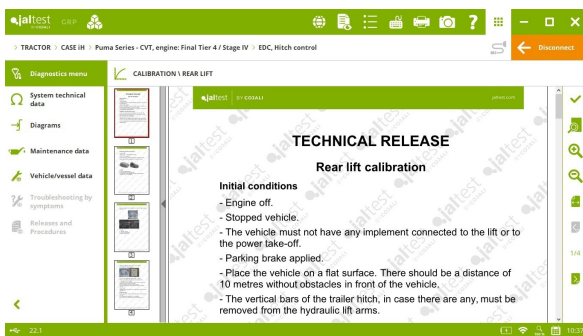 jaltest GRP
> TRACTOR > CASE iH > Puma Series - CVT, engine: Final Tier 4 / Stage IV > EDC, Hitch control
Disconnect
Diagnostics menu
CALIBRATION \ REAR LIFT
System technical
data
Diagrams
Maintenance data
Vehicle/vessel data
Troubleshooting by
symptoms
Releases and
Procedures
1
2
3
4
jaltest BY COJALI
jaltest.com
TECHNICAL RELEASE
Rear lift calibration
Initial conditions
- Engine off.
- Stopped vehicle.
- The vehicle must not have any implement connected to the lift or to
the power take-off.
- Parking brake applied.
- Place the vehicle on a flat surface. There should be a distance of
10 metres without obstacles in front of the vehicle.
- The vertical bars of the trailer hitch, in case there are any, must be
removed from the hydraulic lift arms.
1/4
22.1
100%
10:37